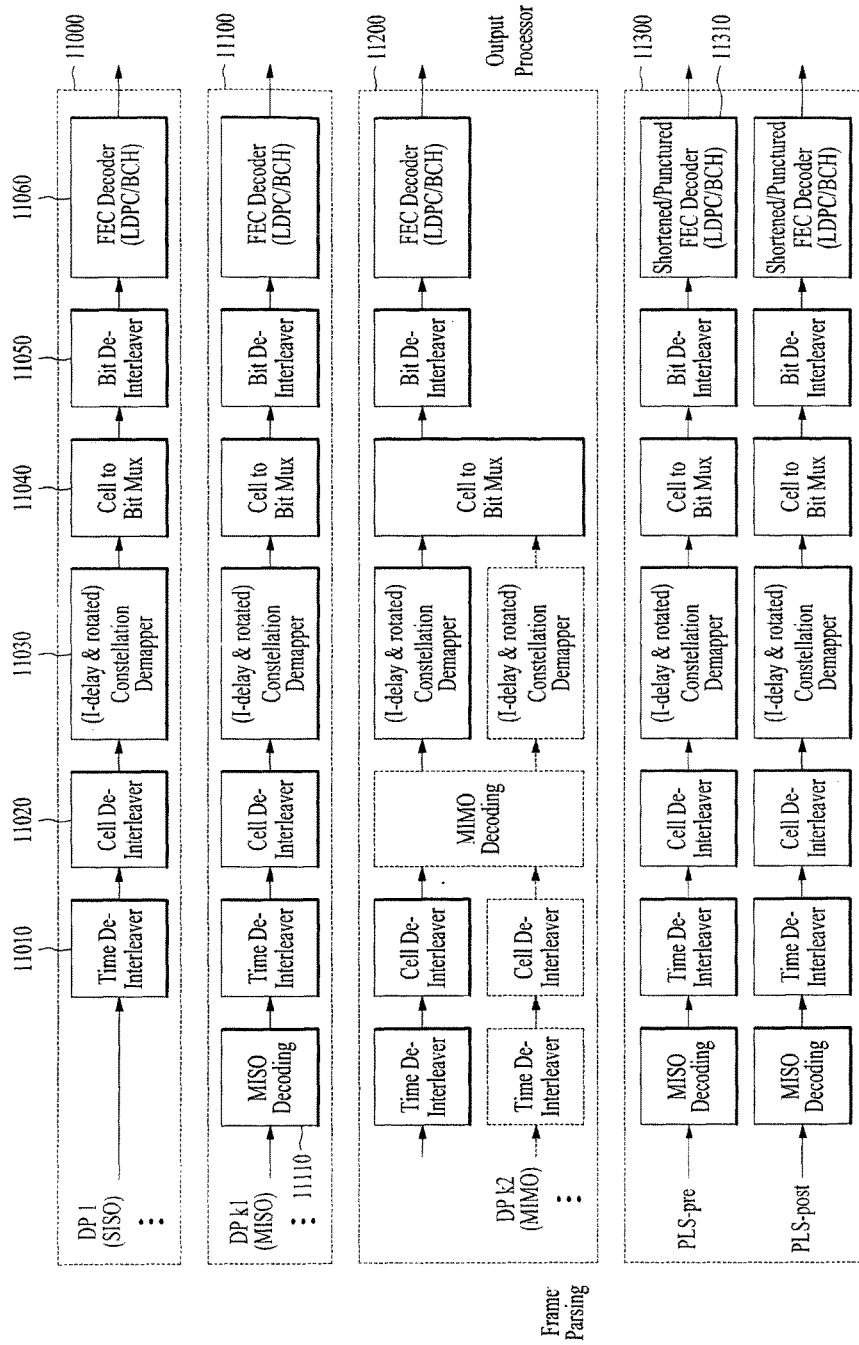 11000
11010
11020
11030
11040
11050
11060
DP 1
(SISO)
⋮
Time De-
Interleaver
Cell De-
Interleaver
(I-delay & rotated)
Constellation
Demapper
Cell to
Bit Mux
Bit De-
Interleaver
FEC Decoder
(LDPC/BCH)
11100
DP k1
(MISO)
⋮
11110
MISO
Decoding
Time De-
Interleaver
Cell De-
Interleaver
(I-delay & rotated)
Constellation
Demapper
Cell to
Bit Mux
Bit De-
Interleaver
FEC Decoder
(LDPC/BCH)
11200
Frame
Parsing
DP k2
(MIMO)
⋮
Time De-
Interleaver
Cell De-
Interleaver
Time De-
Interleaver
Cell De-
Interleaver
MIMO
Decoding
(I-delay & rotated)
Constellation
Demapper
(I-delay & rotated)
Constellation
Demapper
Cell to
Bit Mux
Bit De-
Interleaver
FEC Decoder
(LDPC/BCH)
Output
Processor
11300
PLS-pre
MISO
Decoding
Time De-
Interleaver
Cell De-
Interleaver
(I-delay & rotated)
Constellation
Demapper
Cell to
Bit Mux
Bit De-
Interleaver
Shortened/Punctured
FEC Decoder
(LDPC/BCH)
11310
PLS-post
MISO
Decoding
Time De-
Interleaver
Cell De-
Interleaver
(I-delay & rotated)
Constellation
Demapper
Cell to
Bit Mux
Bit De-
Interleaver
Shortened/Punctured
FEC Decoder
(LDPC/BCH)